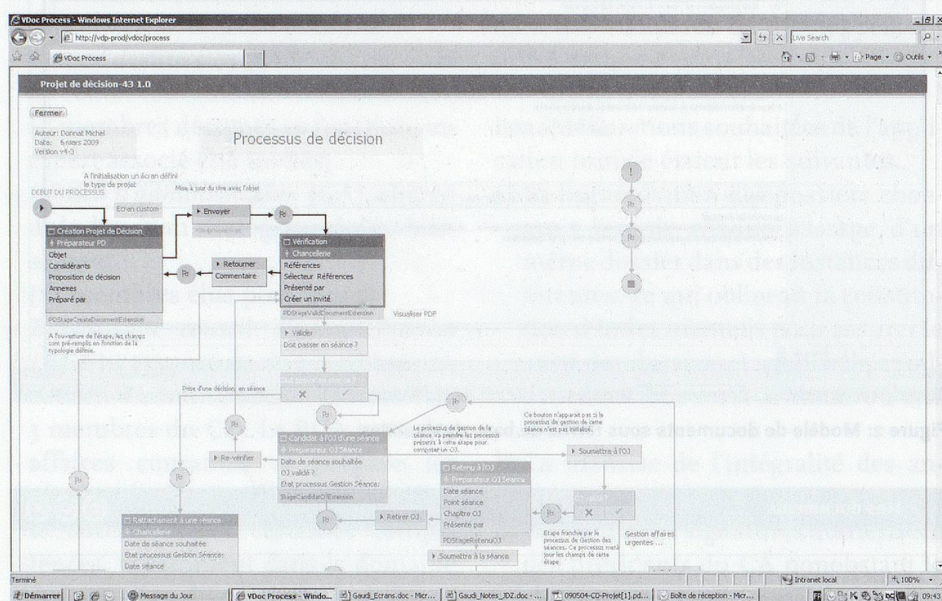 VDoc Process - Windows Internet Explorer
http://vdp-prod/vdoc/process
Live Search
VDoc Process
Page
Outils
Projet de décision-43 1.0
Fermer
Auteur: Donnat Michel
Date: 6 mars 2009
Version v4-3
Processus de décision
A l'initialisation un écran défini
le type de projet
DEBUT DU PROCESSUS
Ecran custom
Mise à jour du titre avec l'objet
Envoyer
Création Projet de Décision
Préparateur PD
Objet
Considérants
Proposition de décision
Annexes
Préparé par
PDStageCreateDocumentExtension
A l'ouverture de l'étape, les champs
sont pré-remplis en fonction de la
typologie définie.
Retourner
Commentaire
Vérification
Chancellerie
Références
Sélecteur Références
Présenté par
Créer un invité
PDStageValidDocumentExtension
Visualiser PDF
Valider
Doit passer en séance ?
Prise d'une décision en séance
Re-vérifier
Candidat à l'OJ d'une séance
Préparateur OJ Séance
Date de séance souhaitée
OJ validé ?
Etat processus Gestion Séance:
StageCandidatOJExtension
Le processus de gestion de la
séance va prendre les processus
présents à cette étape pour
composer un OJ.
Ce bouton n'apparaît pas si le
processus de gestion de cette
séance n'est pas initialisé.
Soumettre à l'OJ
Retenu à l'OJ
Préparateur OJ Séance
Date séance
Point séance
Chapitre OJ
Présenté par
PDStageRetenuOJ
Retirer OJ
Soumettre à la séance
Etape franchie par le
processus de Gestion des
Séances. Ce processus met à
jour les champs de cette
étape.
Gestion affaires
urgentes ...
Rattachement à une séance
Chancellerie
Date de séance souhaitée
Etat processus Gestion Séance:
Date séance
Terminé
Intranet local
100%
Démarrer
Message du Jour
VDoc Process - Windo...
Gaudi_Ecrans.doc - Micr...
Gaudi_Notes_JDZ.doc - ...
090504-CD-Projet[1].pd...
Boîte de réception - Micr...
09:43